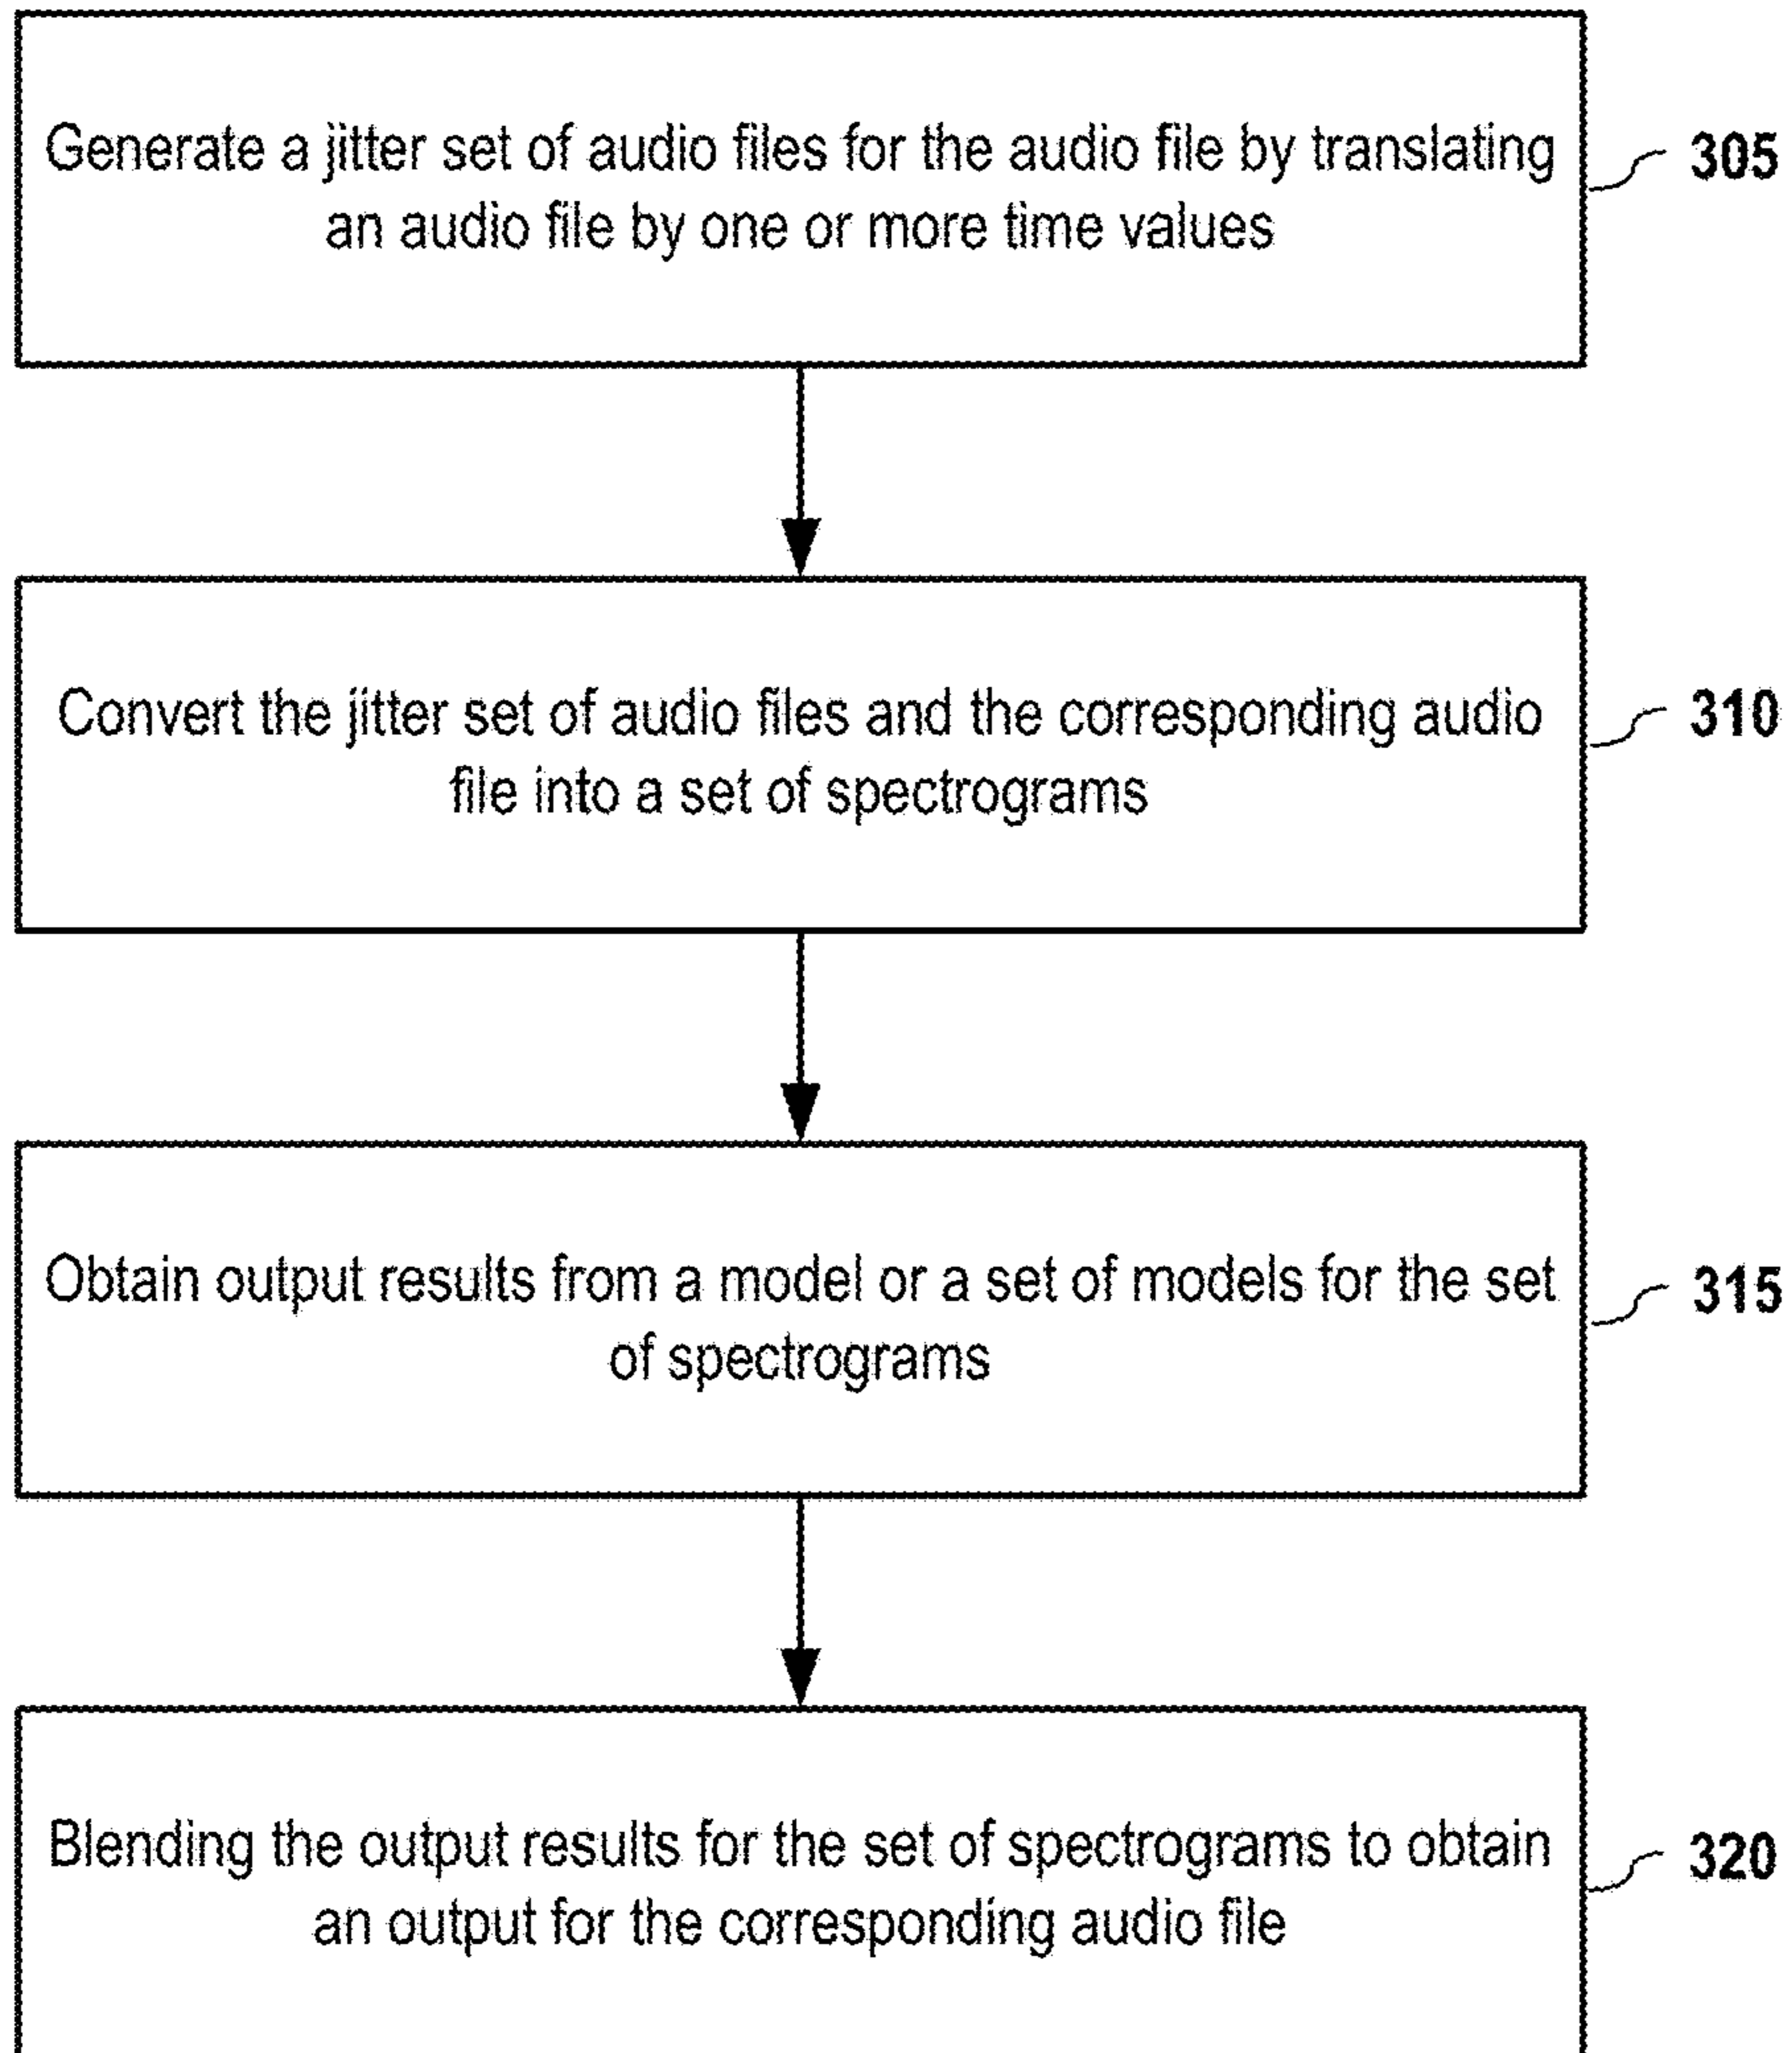 Generate a jitter set of audio files for the audio file by translating
an audio file by one or more time values
305
Convert the jitter set of audio files and the corresponding audio
file into a set of spectrograms
310
Obtain output results from a model or a set of models for the set
of spectrograms
315
Blending the output results for the set of spectrograms to obtain
an output for the corresponding audio file
320